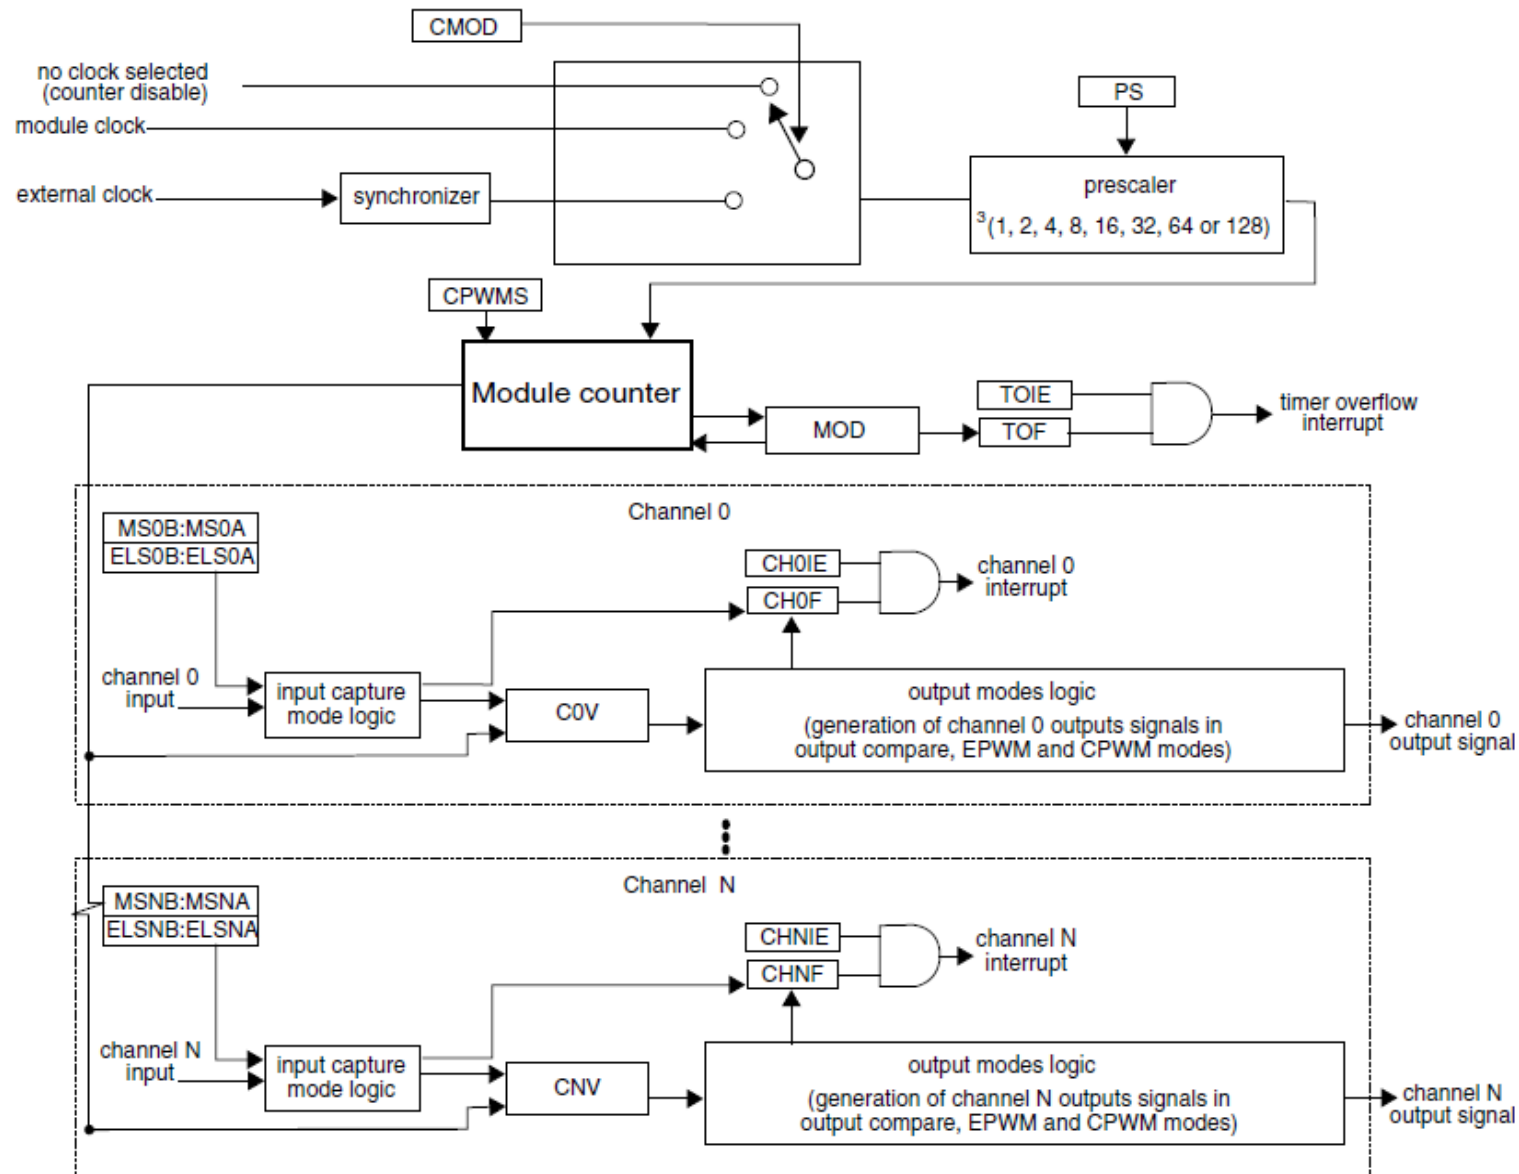 CMOD
no clock selected
(counter disable)
PS
module clock
prescaler
external clock
synchronizer
3(1, 2, 4, 8, 16, 32, 64 or 128)
CPWMS
Module counter
TOIE
MOD
TOF
timer overflow
interrupt
Channel 0
MS0B:MS0A
ELS0B:ELS0A
CH0IE
CH0F
channel 0
interrupt
channel 0
input
input capture
mode logic
C0V
output modes logic
(generation of channel 0 outputs signals in
output compare, EPWM and CPWM modes)
channel 0
output signal
Channel N
MSNB:MSNA
ELSNB:ELSNA
CHNIE
CHNF
channel N
interrupt
channel N
input
input capture
mode logic
CNV
output modes logic
(generation of channel N outputs signals in
output compare, EPWM and CPWM modes)
channel N
output signal